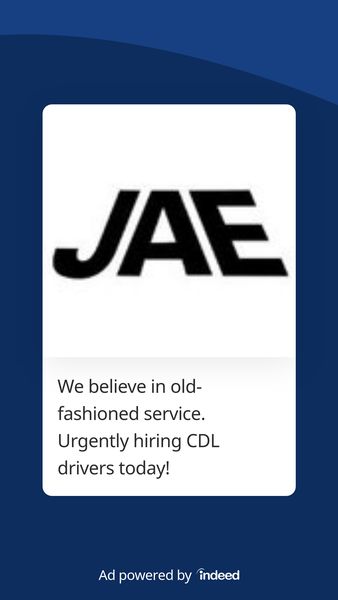 JAE
We believe in old-
fashioned service.
Urgently hiring CDL
drivers today!
Ad powered by indeed